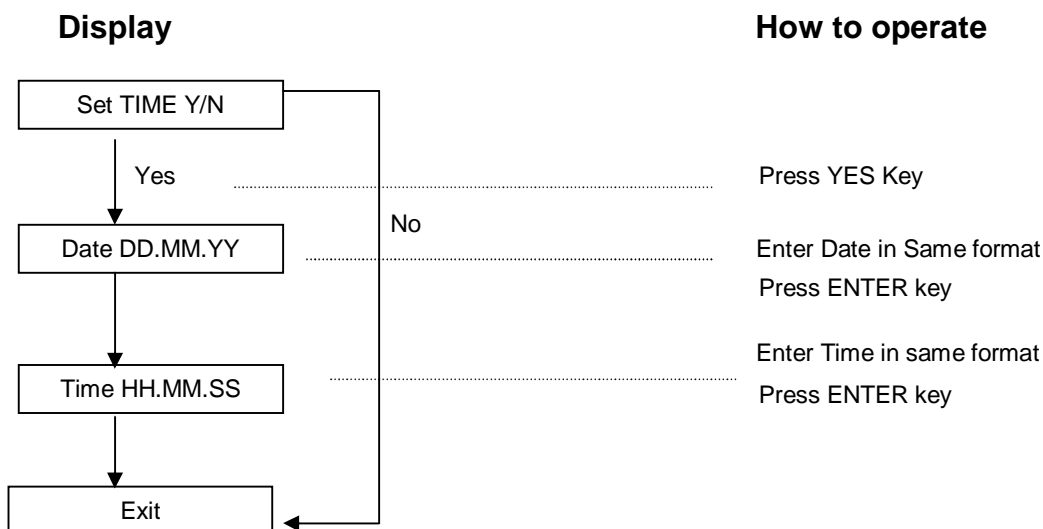 Display
How to operate
Set TIME Y/N
Yes
Press YES Key
No
Date DD.MM.YY
Enter Date in Same format
Press ENTER key
Enter Time in same format
Time HH.MM.SS
Press ENTER key
Exit